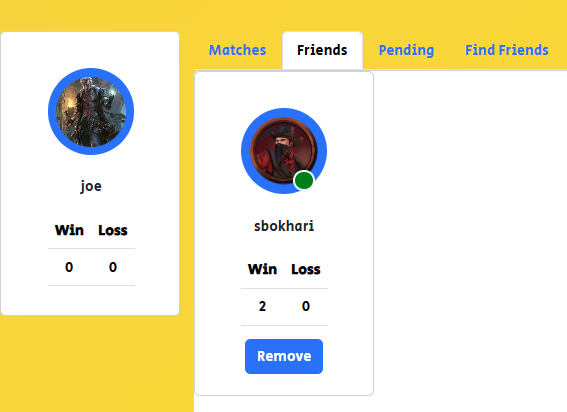 Matches Friends Pending Find Friends
joe
Win Loss
0 0
sbokhari
Win Loss
2 0
Remove